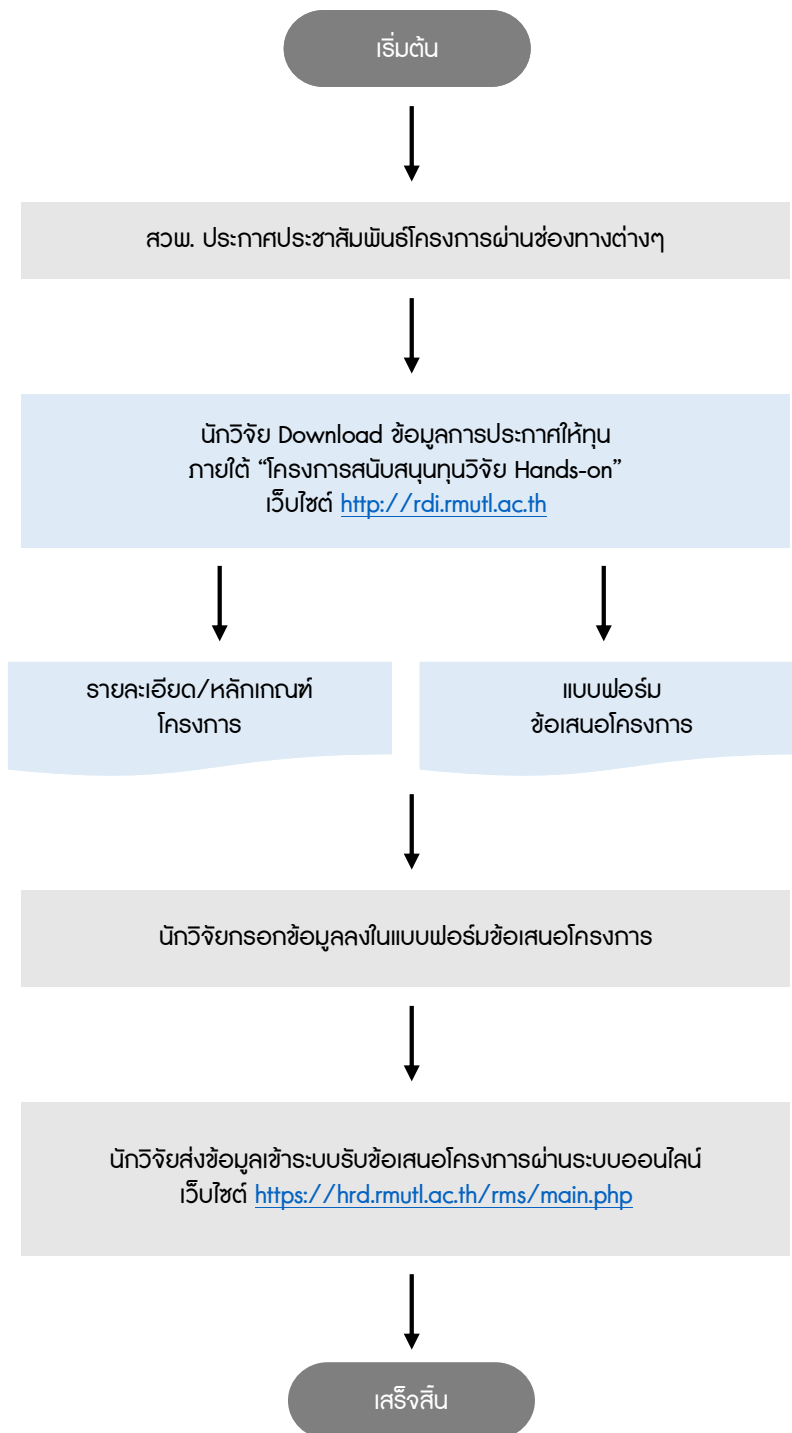 เริ่มต้น
สวพ. ประกาศประชาสัมพันธ์โครงการผ่านช่องทางต่างๆ
นักวิจัย Download ข้อมูลการประกาศให้ทุน
ภายใต้ “โครงการสนับสนุนทุนวิจัย Hands-on”
เว็บไซต์ http://rdi.rmutl.ac.th
รายละเอียด/หลักเกณฑ์
โครงการ
แบบฟอร์ม
ข้อเสนอโครงการ
นักวิจัยกรอกข้อมูลลงในแบบฟอร์มข้อเสนอโครงการ
นักวิจัยส่งข้อมูลเข้าระบบรับข้อเสนอโครงการผ่านระบบออนไลน์
เว็บไซต์ https://hrd.rmutl.ac.th/rms/main.php
เสร็จสิ้น